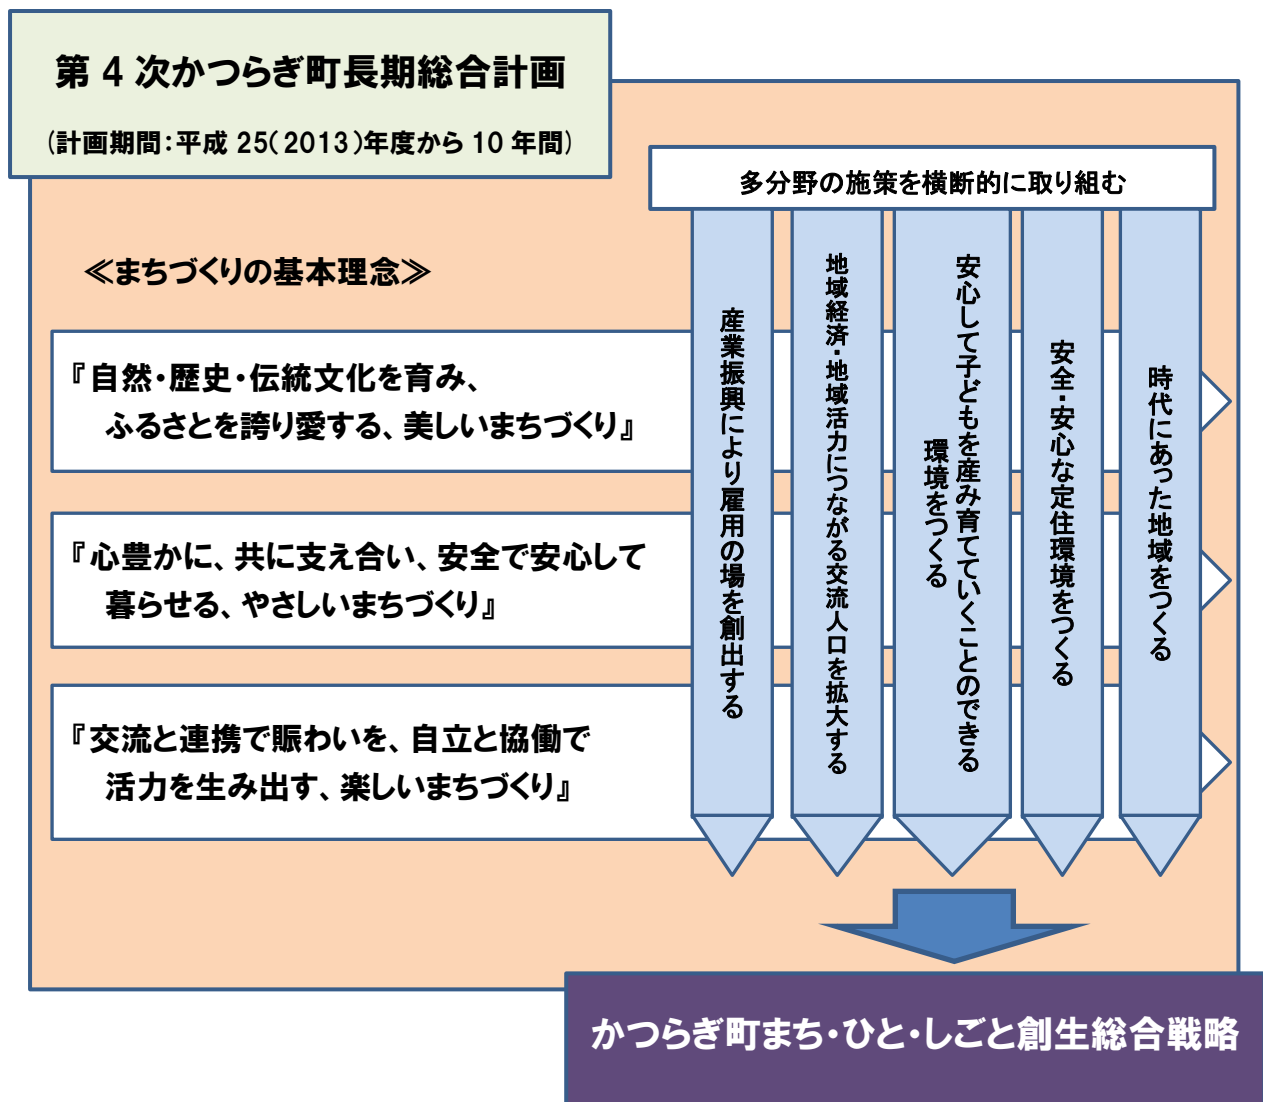 第4次かつらぎ町長期総合計画
(計画期間:平成 25(2013)年度から 10 年間)
多分野の施策を横断的に取り組む
≪まちづくりの基本理念≫
『自然・歴史・伝統文化を育み、
ふるさとを誇り愛する、美しいまちづくり』
『心豊かに、共に支え合い、安全で安心して
暮らせる、やさしいまちづくり』
『交流と連携で賑わいを、自立と協働で
活力を生み出す、楽しいまちづくり』
産業振興により雇用の場を創出する
地域経済・地域活力につながる交流人口を拡大する
安心して子どもを産み育てていくことのできる
環境をつくる
安全・安心な定住環境をつくる
時代にあった地域をつくる
かつらぎ町まち・ひと・しごと創生総合戦略